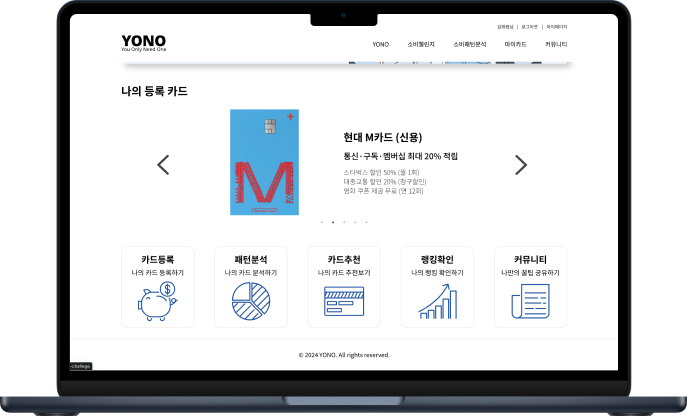 김채원님 | 로그아웃 | 마이페이지
YONO
You Only Need One
YONO 소비챌린지 소비패턴분석 마이카드 커뮤니티
나의 등록 카드
M
현대 M카드 (신용)
통신·구독·멤버십 최대 20% 적립
스타벅스 할인 50% (월 1회)
대중교통 할인 20% (청구할인)
영화 쿠폰 제공 무료 (연 12회)
카드등록
나의 카드 등록하기
패턴분석
나의 카드 분석하기
카드추천
나의 카드 추천보기
랭킹확인
나의 랭킹 확인하기
커뮤니티
나만의 꿀팁 공유하기
$
© 2024 YONO. All rights reserved.
-challege